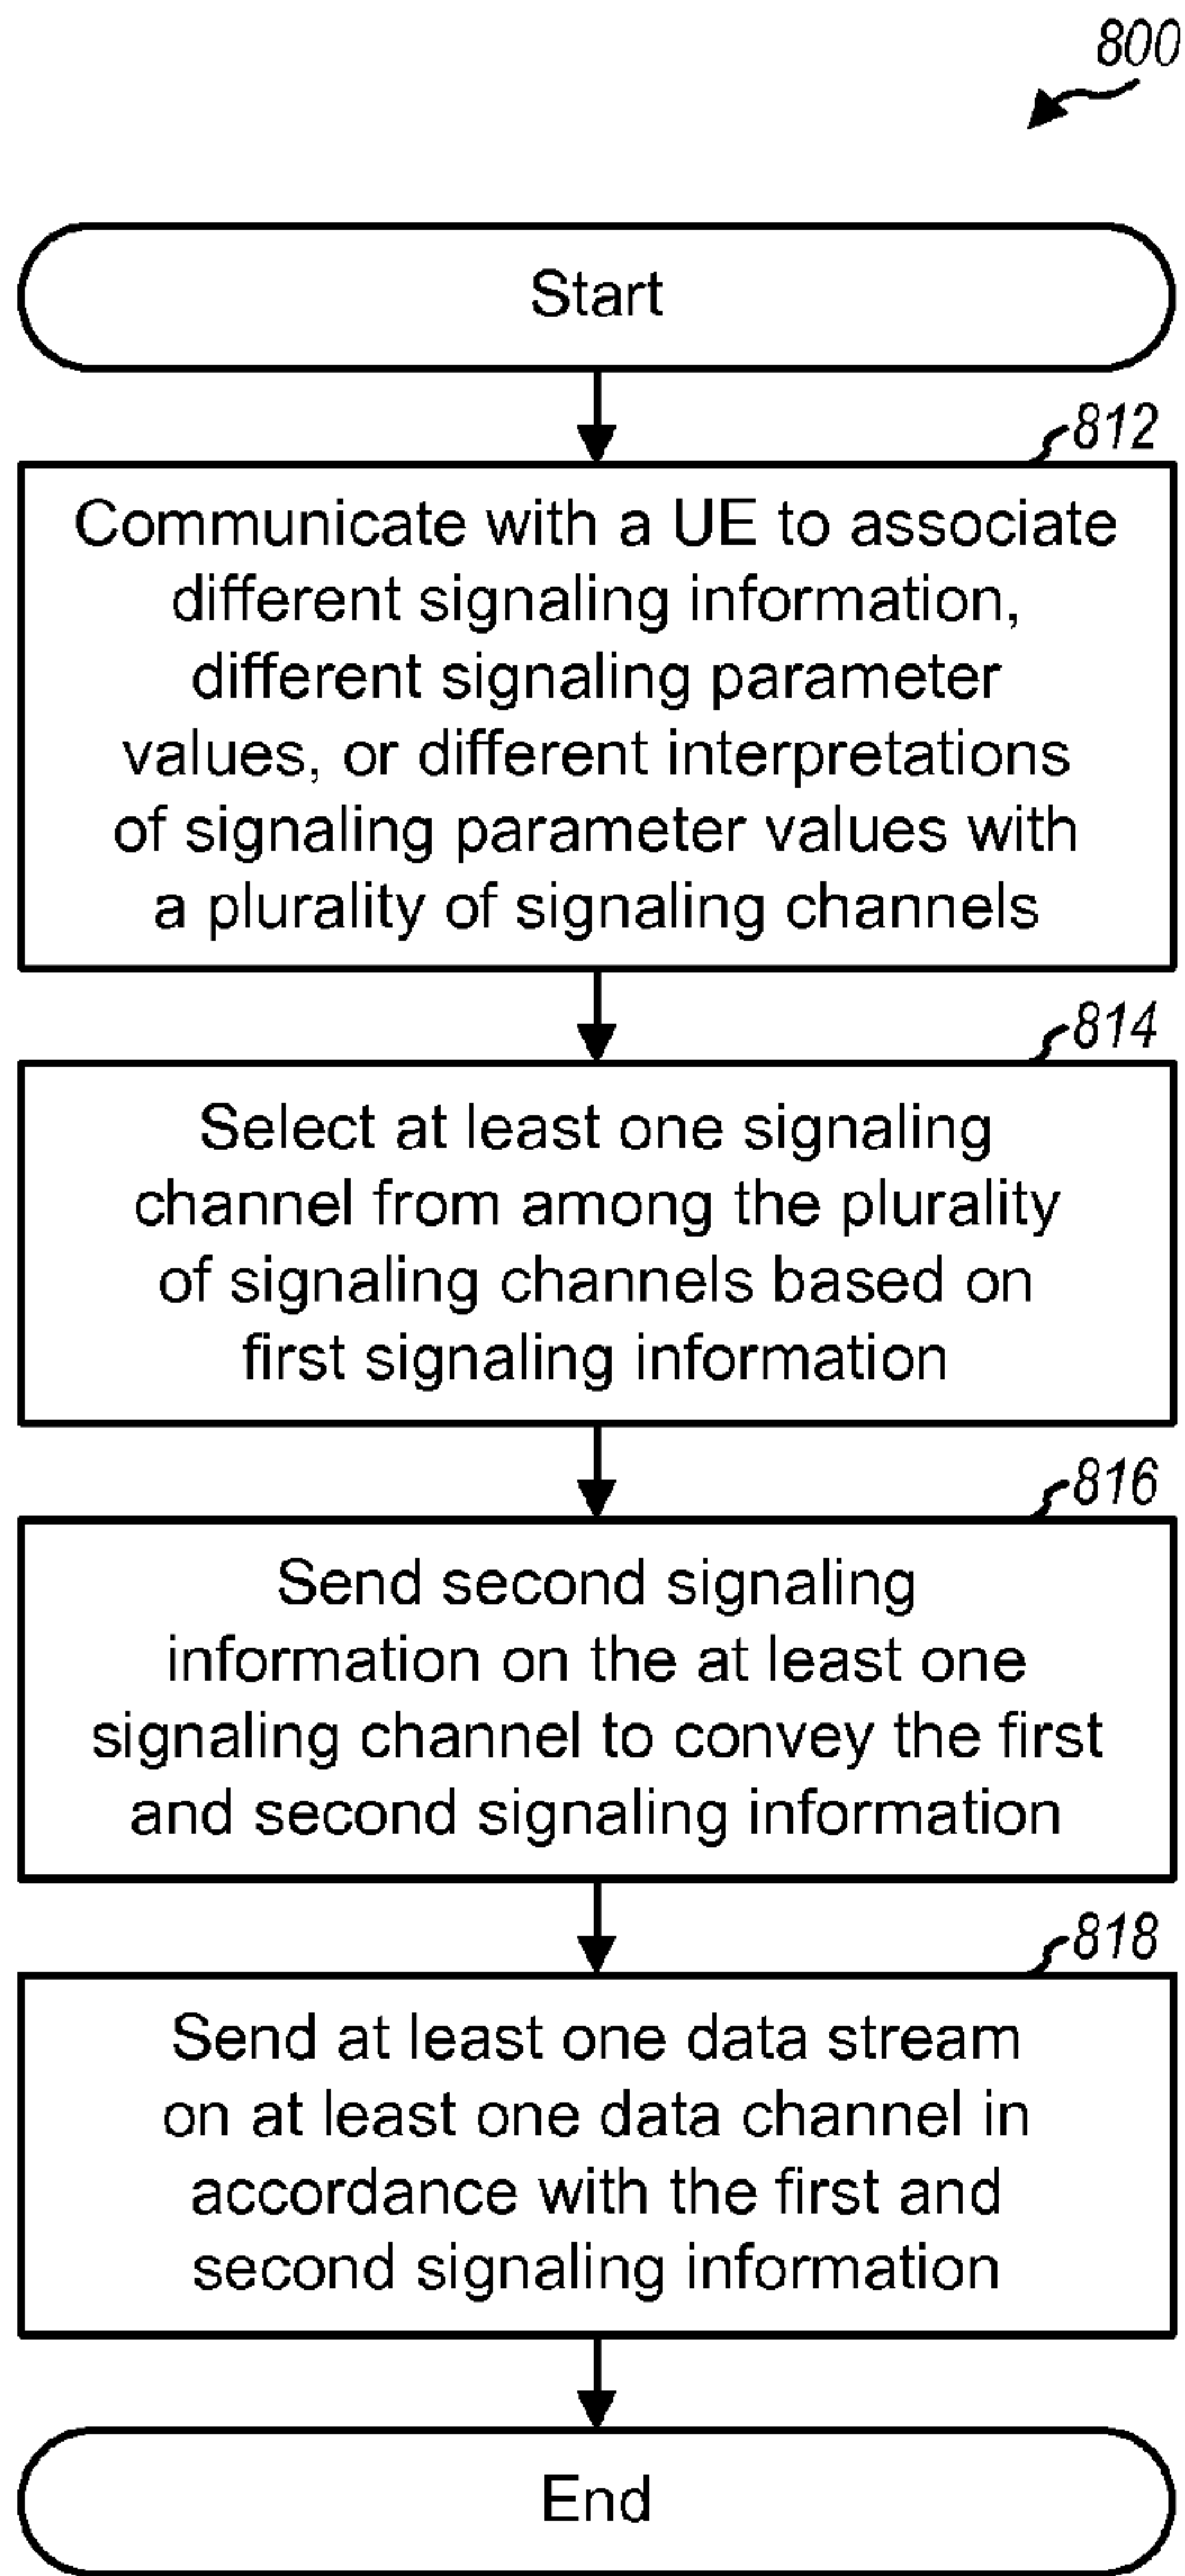 800
Start
812
Communicate with a UE to associate
different signaling information,
different signaling parameter
values, or different interpretations
of signaling parameter values with
a plurality of signaling channels
814
Select at least one signaling
channel from among the plurality
of signaling channels based on
first signaling information
816
Send second signaling
information on the at least one
signaling channel to convey the first
and second signaling information
818
Send at least one data stream
on at least one data channel in
accordance with the first and
second signaling information
End